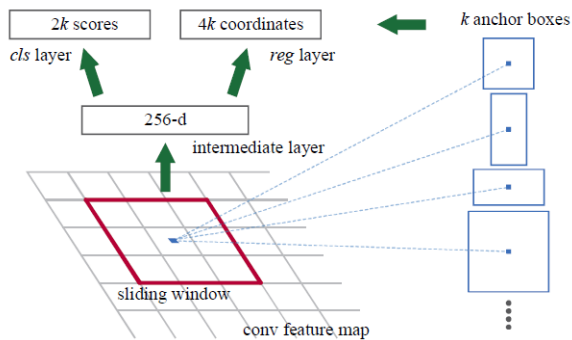 2k scores
4k coordinates
k anchor boxes
cls layer
reg layer
256-d
intermediate layer
sliding window
conv feature map